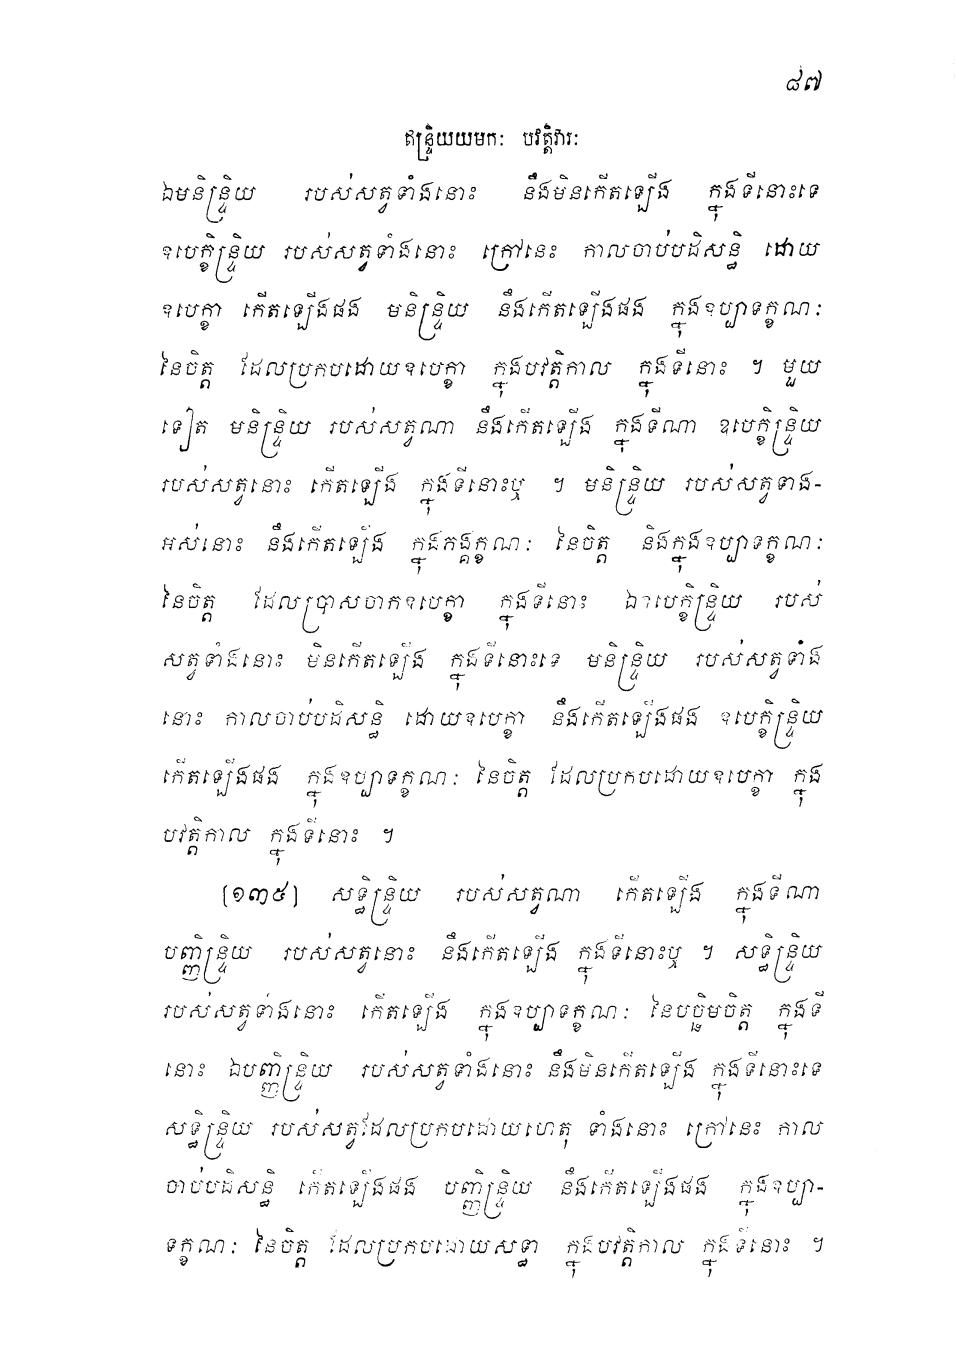 ៨៧
ឥន្ទ្រិយយមកៈ បវត្តិវារៈ
ឯមនិន្ទ្រិយ របស់សត្វទាំងនោះ នឹងមិនកើតឡើង ក្នុងទីនោះទេ
ឧបេក្ខិន្ទ្រិយ របស់សត្វទាំងនោះ ក្រៅនេះ កាលចាប់បដិសន្ធិ ដោយ
ឧបេក្ខា កើតឡើងផង មនិន្ទ្រិយ នឹងកើតឡើងផង ក្នុងឧប្បាទក្ខណៈ
នៃចិត្ត ដែលប្រកបដោយឧបេក្ខា ក្នុងបវត្តិកាល ក្នុងទីនោះ ។ មួយ
ទៀត មនិន្ទ្រិយ របស់សត្វណា នឹងកើតឡើង ក្នុងទីណា ឧបេក្ខិន្ទ្រិយ
របស់សត្វនោះ កើតឡើង ក្នុងទីនោះឬ ។ មនិន្ទ្រិយ របស់សត្វទាំង-
អស់នោះ នឹងកើតឡើង ក្នុងភង្គក្ខណៈ នៃចិត្ត និងក្នុងឧប្បាទក្ខណៈ
នៃចិត្ត ដែលប្រាសចាកឧបេក្ខា ក្នុងទីនោះ ឯឧបេក្ខិន្ទ្រិយ របស់
សត្វទាំងនោះ មិនកើតឡើង ក្នុងទីនោះទេ មនិន្ទ្រិយ របស់សត្វទាំង
នោះ កាលចាប់បដិសន្ធិ ដោយឧបេក្ខា នឹងកើតឡើងផង ឧបេក្ខិន្ទ្រិយ
កើតឡើងផង ក្នុងឧប្បាទក្ខណៈ នៃចិត្ត ដែលប្រកបដោយឧបេក្ខា ក្នុង
បវត្តិកាល ក្នុងទីនោះ ។
[១៣៥] សទ្ធិន្ទ្រិយ របស់សត្វណា កើតឡើង ក្នុងទីណា
បញ្ញិន្ទ្រិយ របស់សត្វនោះ នឹងកើតឡើង ក្នុងទីនោះឬ ។ សទ្ធិន្ទ្រិយ
របស់សត្វទាំងនោះ កើតឡើង ក្នុងឧប្បាទក្ខណៈ នៃបច្ឆិមចិត្ត ក្នុងទី
នោះ ឯបញ្ញិន្ទ្រិយ របស់សត្វទាំងនោះ នឹងមិនកើតឡើង ក្នុងទីនោះទេ
សទ្ធិន្ទ្រិយ របស់សត្វដែលប្រកបដោយហេតុ ទាំងនោះ ក្រៅនេះ កាល
ចាប់បដិសន្ធិ កើតឡើងផង បញ្ញិន្ទ្រិយ នឹងកើតឡើងផង ក្នុងឧប្បា-
ទក្ខណៈ នៃចិត្ត ដែលប្រកបដោយសទ្ធា ក្នុងបវត្តិកាល ក្នុងទីនោះ ។